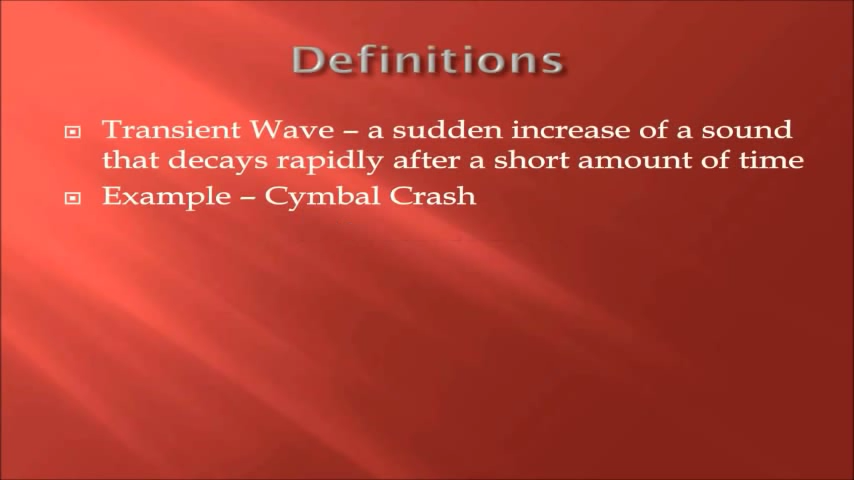 Definitions
Transient Wave – a sudden increase of a sound
that decays rapidly after a short amount of time
Example – Cymbal Crash